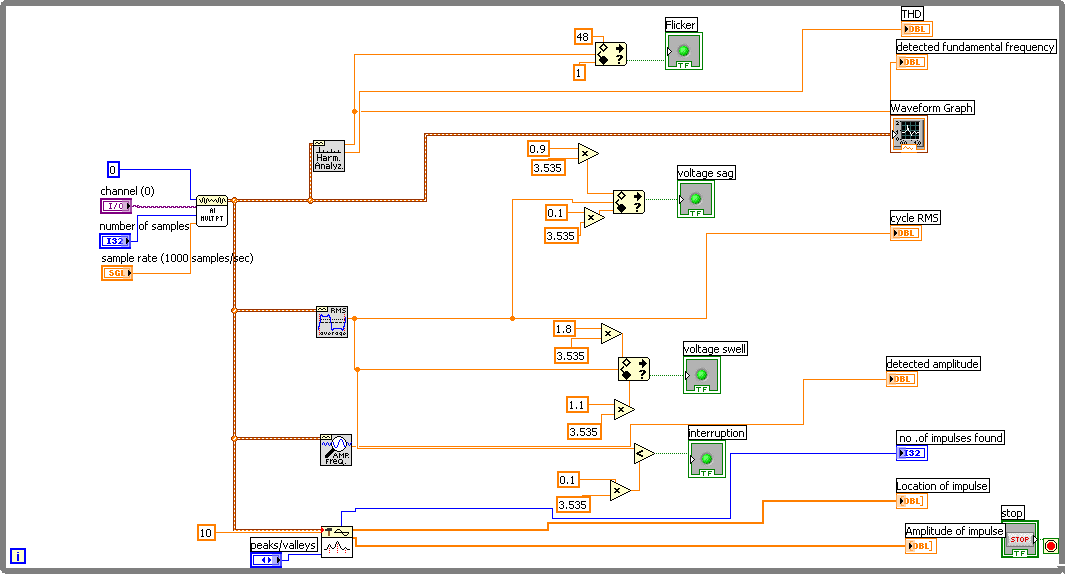 THD
DBL
Flicker
48
?
TF
1
detected fundamental frequency
DBL
Waveform Graph
Harm.
Analyz.
0.9
×
3.535
0
channel (0)
I/O
AI
MULT PT
number of samples
I32
sample rate (1000 samples/sec)
SGL
voltage sag
?
TF
0.1
×
3.535
cycle RMS
DBL
RMS
average
1.8
×
3.535
voltage swell
?
TF
detected amplitude
DBL
1.1
×
3.535
AMP
FREQ.
interruption
<
TF
no .of impulses found
I32
0.1
×
3.535
Location of impulse
DBL]
10
peaks/valleys
Amplitude of impulse
DBL]
stop
STOP
TF
i